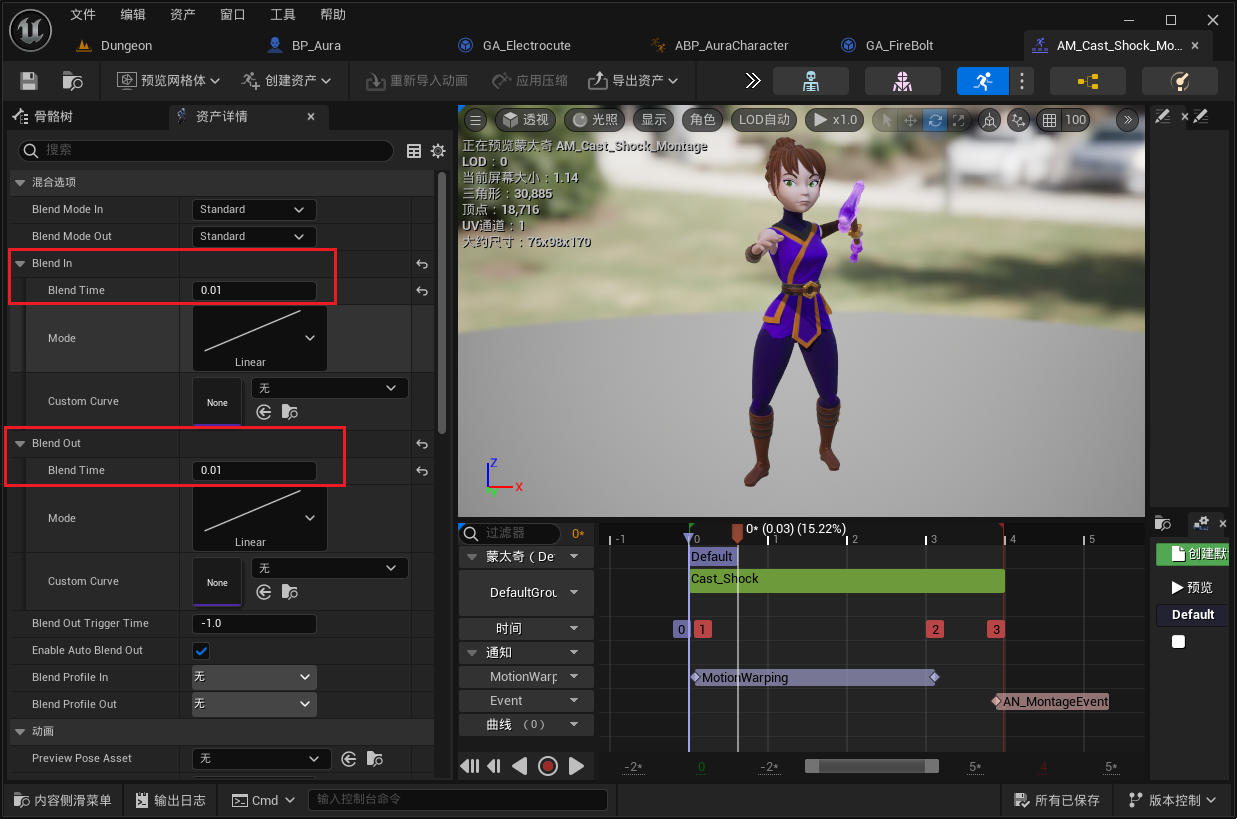 文件 编辑 资产 窗口 工具 帮助
Dungeon BP_Aura GA_Electrocute ABP_AuraCharacter GA_FireBolt AM_Cast_Shock_Mo...
预览网格体 创建资产 重新导入动画 应用压缩 导出资产
骨骼树 资产详情
搜索
混合选项
Blend Mode In Standard
Blend Mode Out Standard
Blend In
Blend Time 0.01
Mode Linear
Custom Curve None 无
Blend Out
Blend Time 0.01
Mode Linear
Custom Curve None 无
Blend Out Trigger Time -1.0
Enable Auto Blend Out
Blend Profile In 无
Blend Profile Out 无
动画
Preview Pose Asset 无
透视 光照 显示 角色 LOD自动 x1.0 100
正在预览蒙太奇 AM_Cast_Shock_Montage
LOD：0
当前屏幕大小：1.14
三角形：30,885
顶点：18,716
UV通道：1
大约尺寸：76x98x170
Z
X
Y
过滤器 0* 0* (0.03) (15.22%)
-1 0 1 2 3 4 5
蒙太奇（De Default
DefaultGrou Cast_Shock
时间 0 1 2 3
通知
MotionWarp MotionWarping
Event AN_MontageEvent
曲线 （0）
-2* 0 -2* 5* 4 5*
创建默
预览
Default
内容侧滑菜单 输出日志 Cmd 输入控制台命令 所有已保存 版本控制